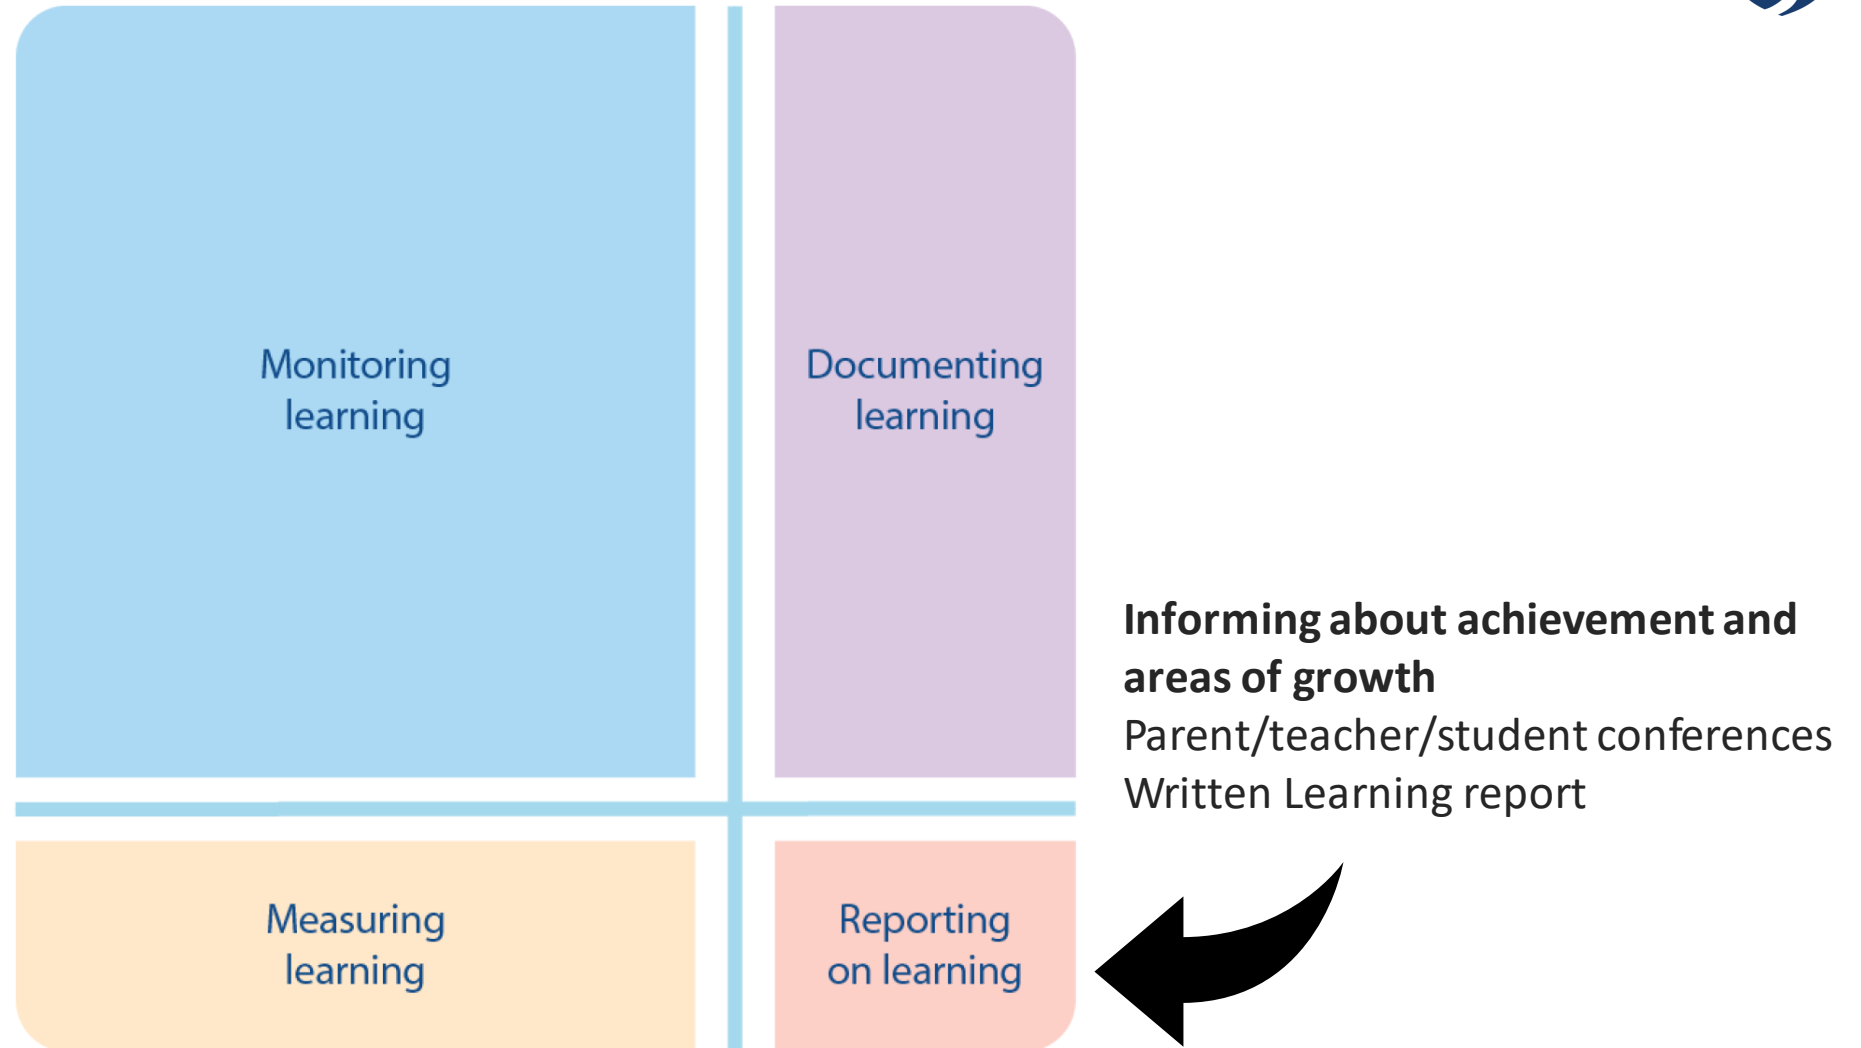 Monitoring
learning
Documenting
learning
Informing about achievement and
areas of growth
Parent/teacher/student conferences
Written Learning report
Measuring
learning
Reporting
on learning